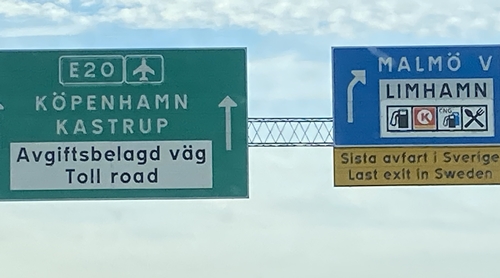 E20
KÖPENHAMN
KASTRUP
Avgiftsbelagd väg
Toll road
MALMÖ V
LIMHAMN
K
CNG
Sista avfart i Sverige
Last exit in Sweden